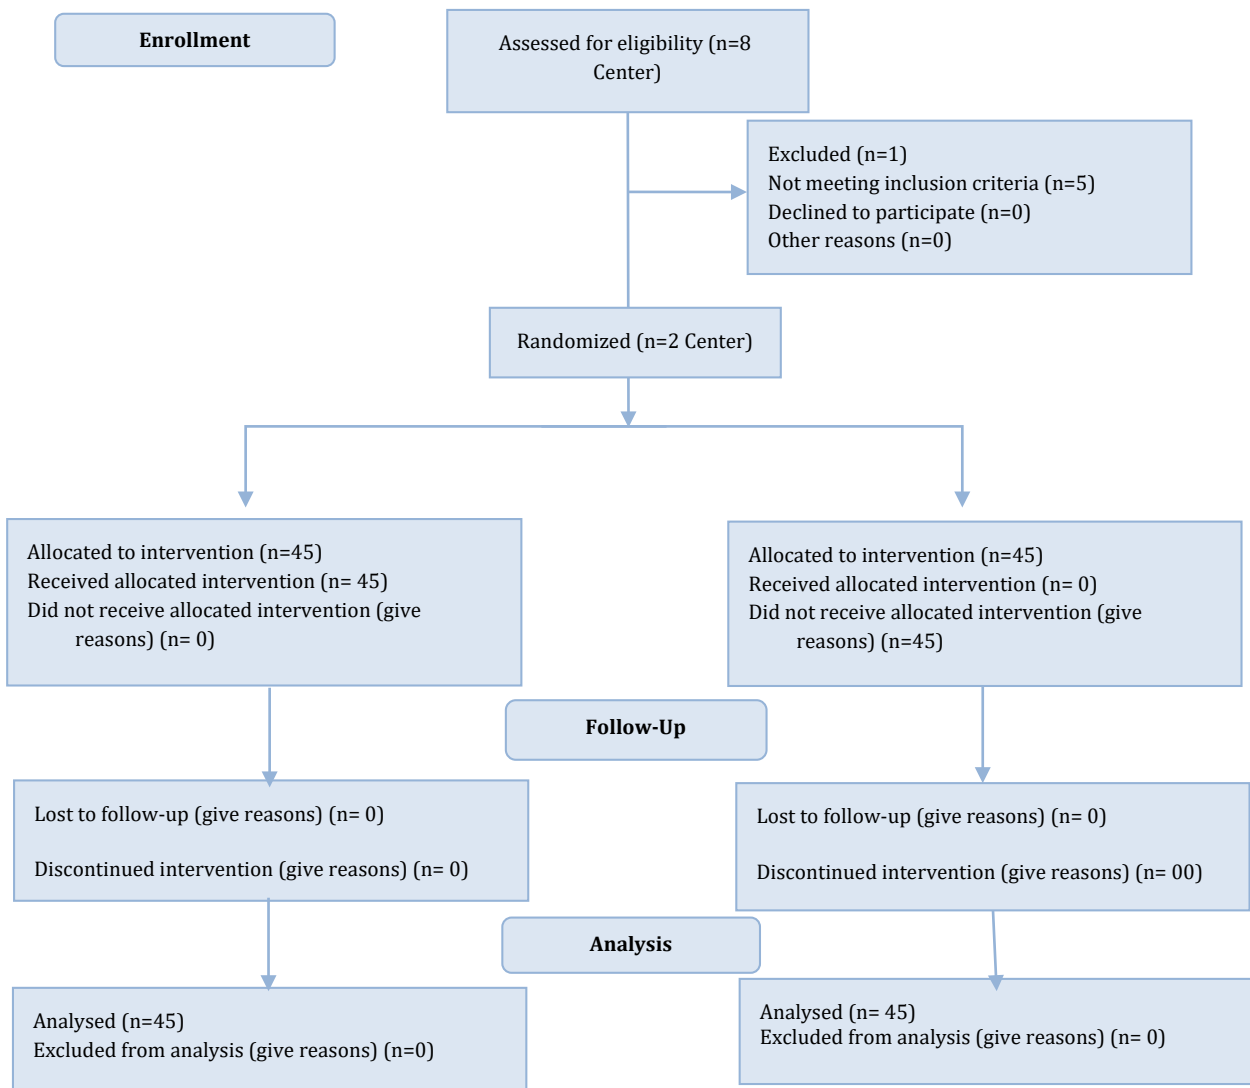 Enrollment
Assessed for eligibility (n=8
Center)
Excluded (n=1)
Not meeting inclusion criteria (n=5)
Declined to participate (n=0)
Other reasons (n=0)
Randomized (n=2 Center)
Allocated to intervention (n=45)
Received allocated intervention (n= 45)
Did not receive allocated intervention (give
reasons) (n= 0)
Allocated to intervention (n=45)
Received allocated intervention (n= 0)
Did not receive allocated intervention (give
reasons) (n=45)
Follow-Up
Lost to follow-up (give reasons) (n= 0)
Discontinued intervention (give reasons) (n= 0)
Lost to follow-up (give reasons) (n= 0)
Discontinued intervention (give reasons) (n= 00)
Analysis
Analysed (n=45)
Excluded from analysis (give reasons) (n=0)
Analysed (n= 45)
Excluded from analysis (give reasons) (n= 0)